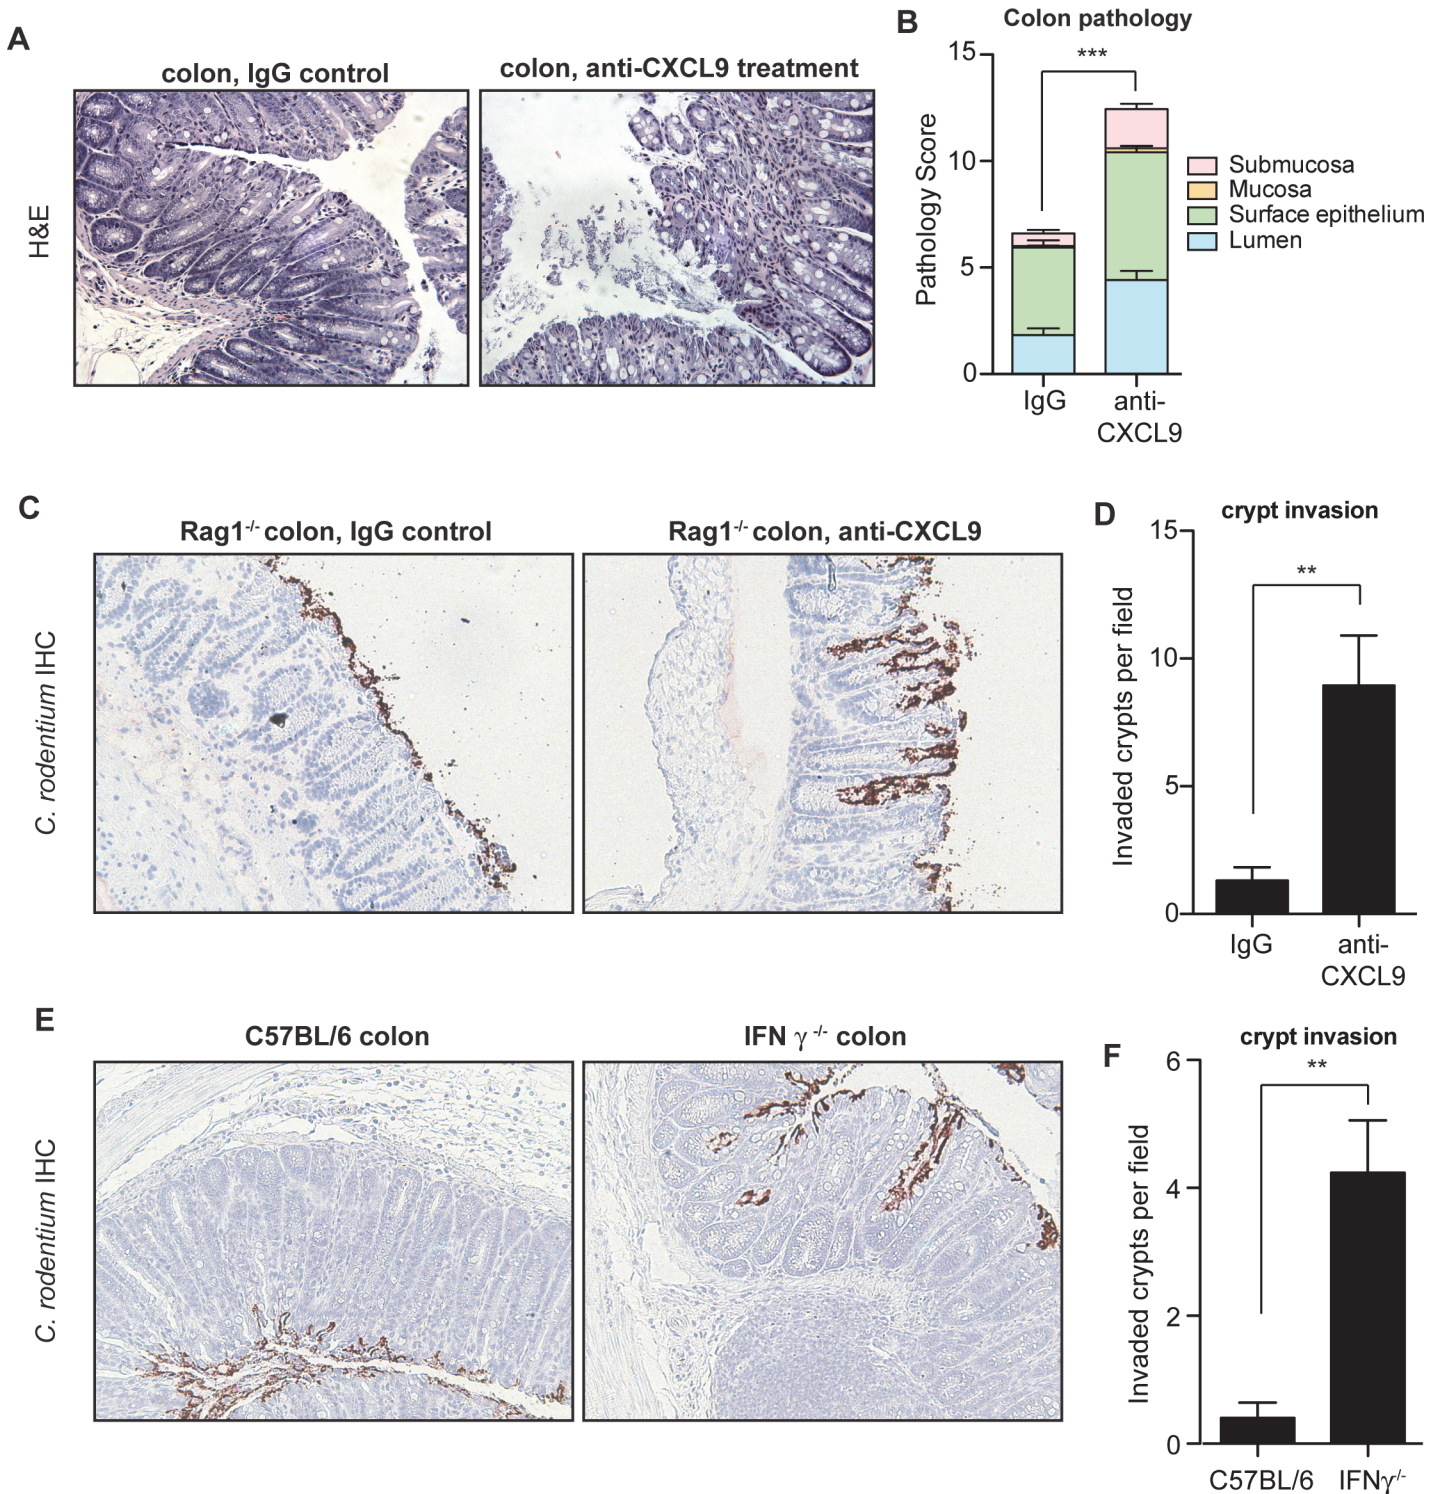 A
colon, IgG control
colon, anti-CXCL9 treatment
H&E
B
Colon pathology
Pathology Score
15
10
5
0
***
IgG
anti-
CXCL9
Submucosa
Mucosa
Surface epithelium
Lumen
C
Rag1-/- colon, IgG control
Rag1-/- colon, anti-CXCL9
C. rodentium IHC
D
crypt invasion
Invaded crypts per field
15
10
5
0
**
IgG
anti-
CXCL9
E
C57BL/6 colon
IFN γ -/- colon
C. rodentium IHC
F
crypt invasion
Invaded crypts per field
6
4
2
0
**
C57BL/6
IFNγ-/-